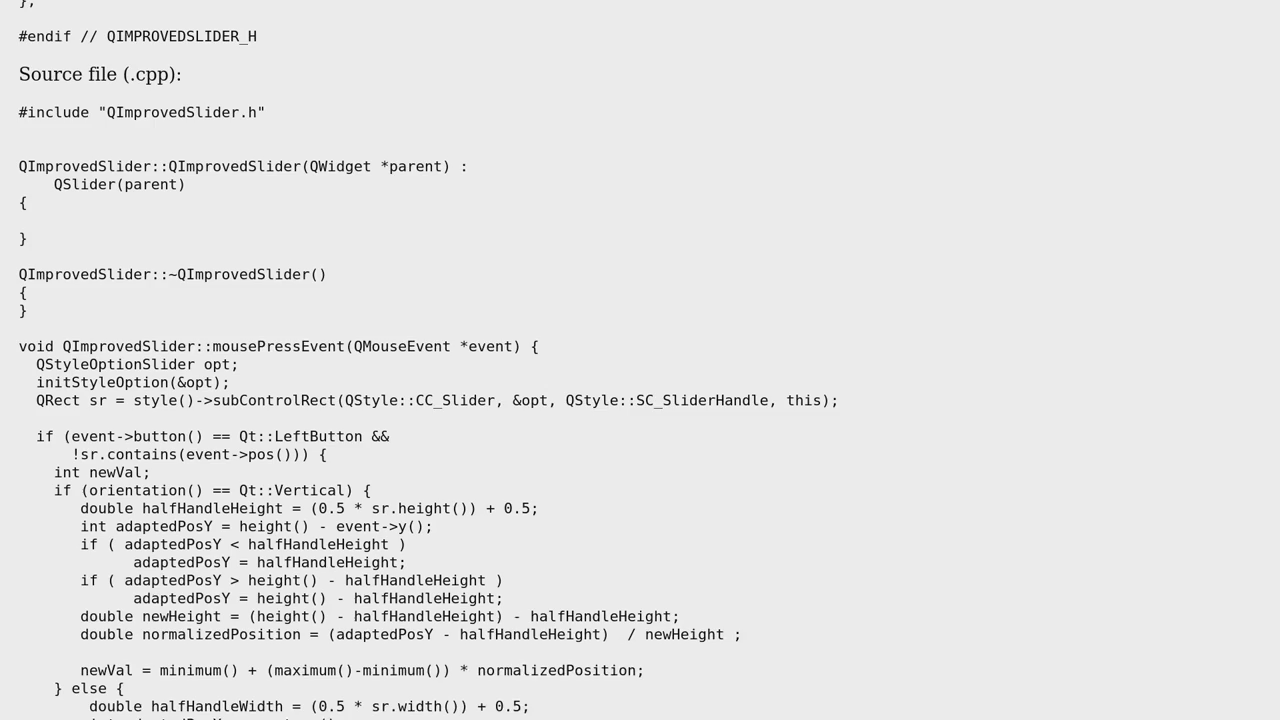 };
#endif // QIMPROVEDSLIDER_H
Source file (.cpp):
#include "QImprovedSlider.h"
QImprovedSlider::QImprovedSlider(QWidget *parent) :
    QSlider(parent)
{
}
QImprovedSlider::~QImprovedSlider()
{
}
void QImprovedSlider::mousePressEvent(QMouseEvent *event) {
  QStyleOptionSlider opt;
  initStyleOption(&opt);
  QRect sr = style()->subControlRect(QStyle::CC_Slider, &opt, QStyle::SC_SliderHandle, this);
  if (event->button() == Qt::LeftButton &&
      !sr.contains(event->pos())) {
    int newVal;
    if (orientation() == Qt::Vertical) {
       double halfHandleHeight = (0.5 * sr.height()) + 0.5;
       int adaptedPosY = height() - event->y();
       if ( adaptedPosY < halfHandleHeight )
             adaptedPosY = halfHandleHeight;
       if ( adaptedPosY > height() - halfHandleHeight )
             adaptedPosY = height() - halfHandleHeight;
       double newHeight = (height() - halfHandleHeight) - halfHandleHeight;
       double normalizedPosition = (adaptedPosY - halfHandleHeight)  / newHeight ;
       newVal = minimum() + (maximum()-minimum()) * normalizedPosition;
    } else {
        double halfHandleWidth = (0.5 * sr.width()) + 0.5;